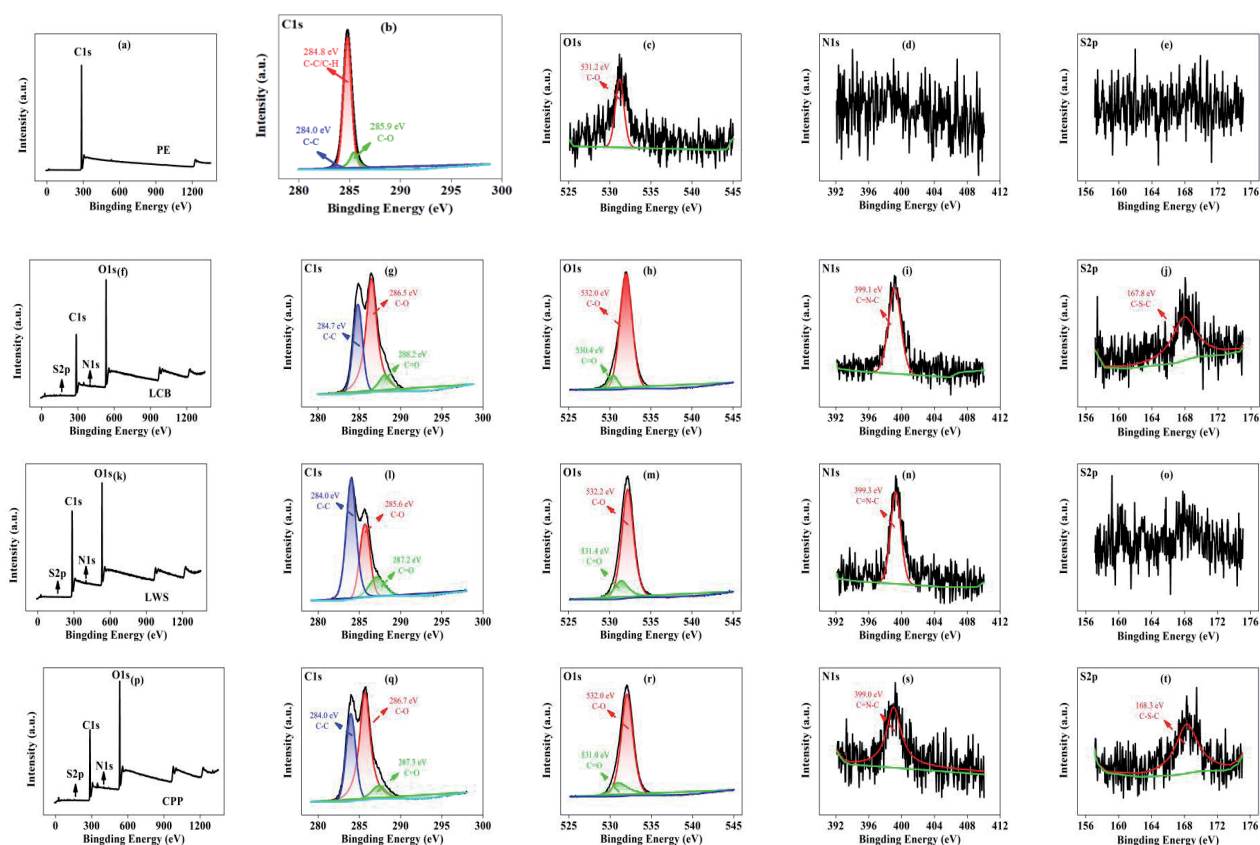 (a)
C1s
PE
Intensity (a.u.)
0 300 600 900 1200
Bingding Energy (eV)
C1s
(b)
284.8 eV
C-C/C-H
285.9 eV
C-O
284.0 eV
C-C
Intensity (a.u.)
280 285 290 295 300
Bingding Energy (eV)
O1s
(c)
531.2 eV
C-O
Intensity (a.u.)
525 530 535 540 545
Bingding Energy (eV)
N1s
(d)
Intensity (a.u.)
392 396 400 404 408 412
Bingding Energy (eV)
S2p
(e)
Intensity (a.u.)
156 160 164 168 172 176
Bingding Energy (eV)
O1s(f)
C1s
S2p
N1s
LCB
Intensity (a.u.)
0 300 600 900 1200
Bingding Energy (eV)
C1s
(g)
286.5 eV
C-O
284.7 eV
C-C
288.2 eV
C=O
Intensity (a.u.)
280 285 290 295 300
Bingding Energy (eV)
O1s
(h)
532.0 eV
C-O
530.4 eV
C=O
Intensity (a.u.)
525 530 535 540 545
Bingding Energy (eV)
N1s
(i)
399.1 eV
C=N-C
Intensity (a.u.)
392 396 400 404 408 412
Bingding Energy (eV)
S2p
(j)
167.8 eV
C-S-C
Intensity (a.u.)
156 160 164 168 172 176
Bingding Energy (eV)
O1s(k)
C1s
N1s
S2p
LWS
Intensity (a.u.)
0 300 600 900 1200
Bingding Energy (eV)
C1s
(l)
284.0 eV
C-C
285.6 eV
C-O
287.2 eV
C=O
Intensity (a.u.)
280 285 290 295 300
Bingding Energy (eV)
O1s
(m)
532.2 eV
C-O
531.4 eV
C=O
Intensity (a.u.)
525 530 535 540 545
Bingding Energy (eV)
N1s
(n)
399.3 eV
C=N-C
Intensity (a.u.)
392 396 400 404 408 412
Bingding Energy (eV)
S2p
(o)
Intensity (a.u.)
156 160 164 168 172 176
Bingding Energy (eV)
O1s(p)
C1s
S2p
N1s
CPP
Intensity (a.u.)
0 300 600 900 1200
Bingding Energy (eV)
C1s
(q)
286.7 eV
C-O
284.0 eV
C-C
287.3 eV
C=O
Intensity (a.u.)
280 285 290 295 300
Bingding Energy (eV)
O1s
(r)
532.0 eV
C-O
531.0 eV
C=O
Intensity (a.u.)
525 530 535 540 545
Bingding Energy (eV)
N1s
(s)
399.0 eV
C=N-C
Intensity (a.u.)
392 396 400 404 408 412
Bingding Energy (eV)
S2p
(t)
168.3 eV
C-S-C
Intensity (a.u.)
156 160 164 168 172 176
Bingding Energy (eV)